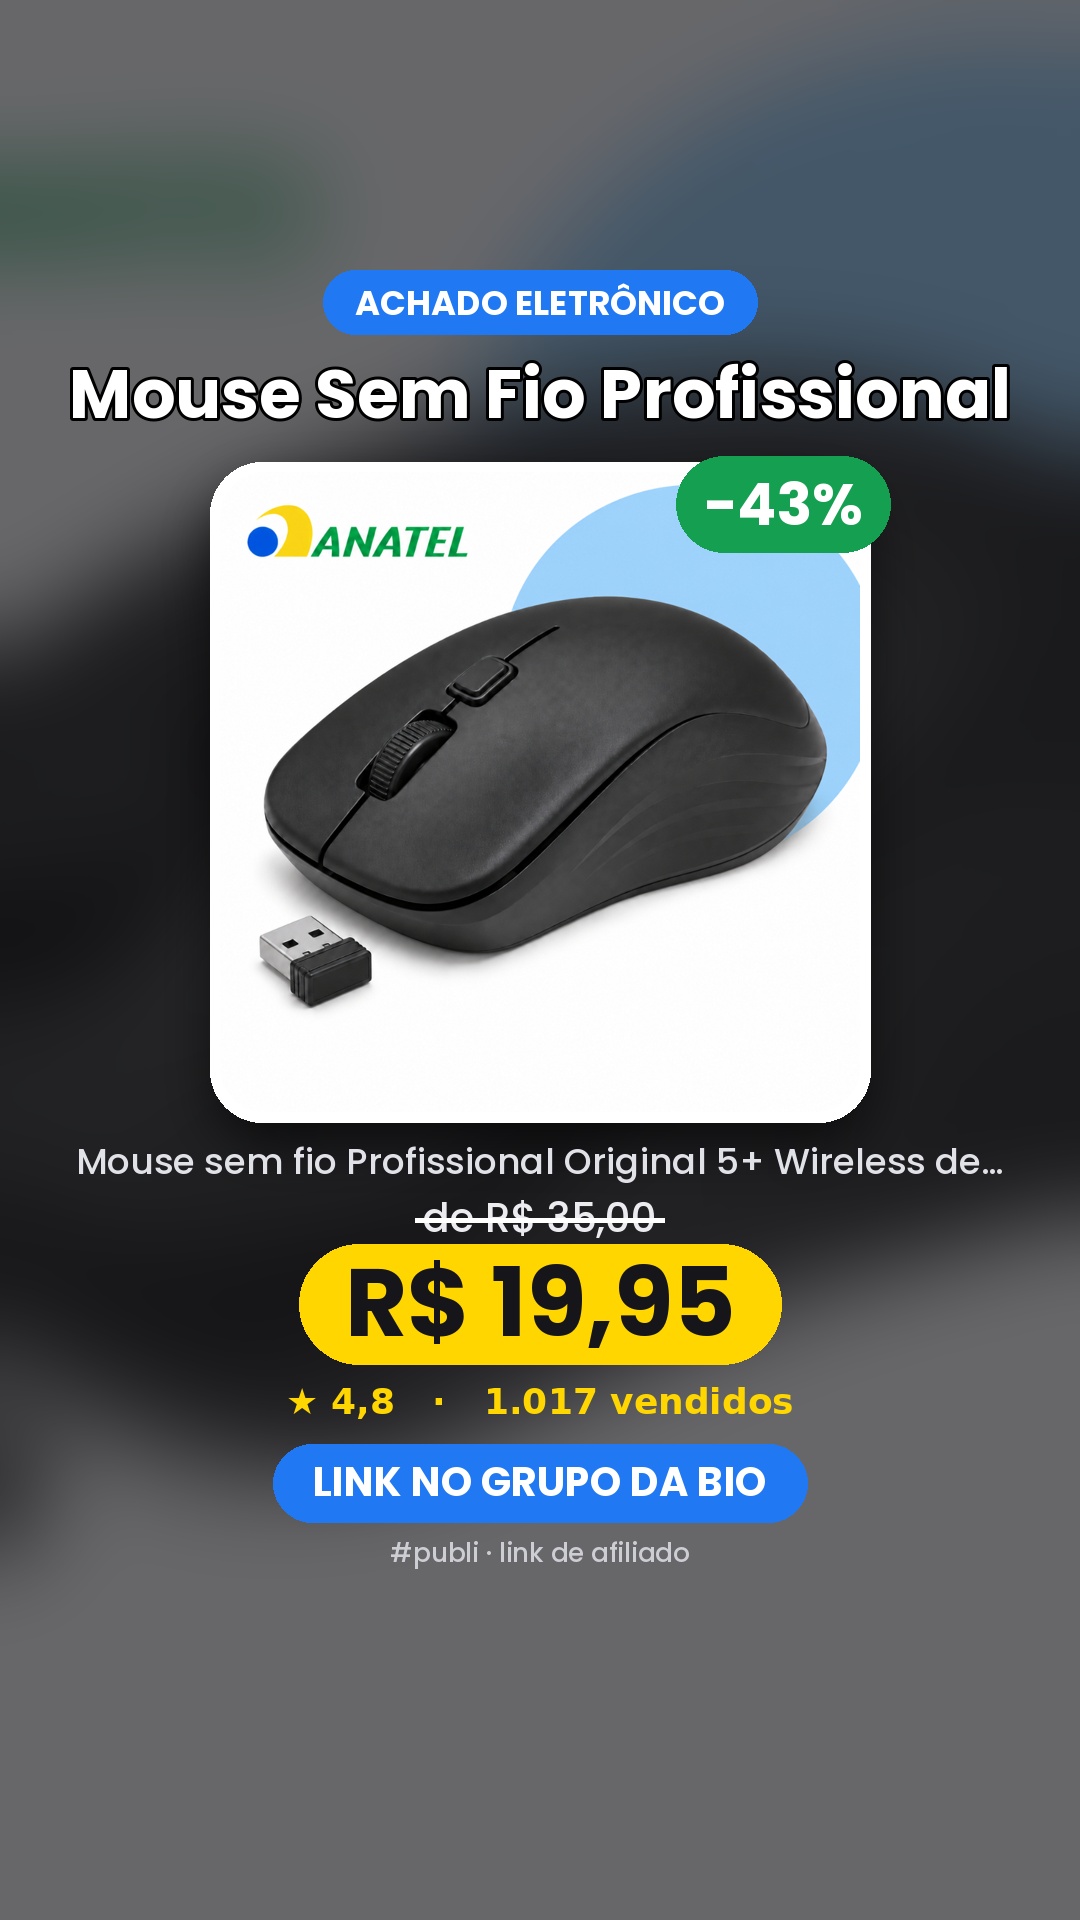 ACHADO ELETRÔNICO
Mouse Sem Fio Profissional
-43%
ANATEL
Mouse sem fio Profissional Original 5+ Wireless de...
de R$ 35,00
R$ 19,95
★ 4,8 · 1.017 vendidos
LINK NO GRUPO DA BIO
#publi · link de afiliado